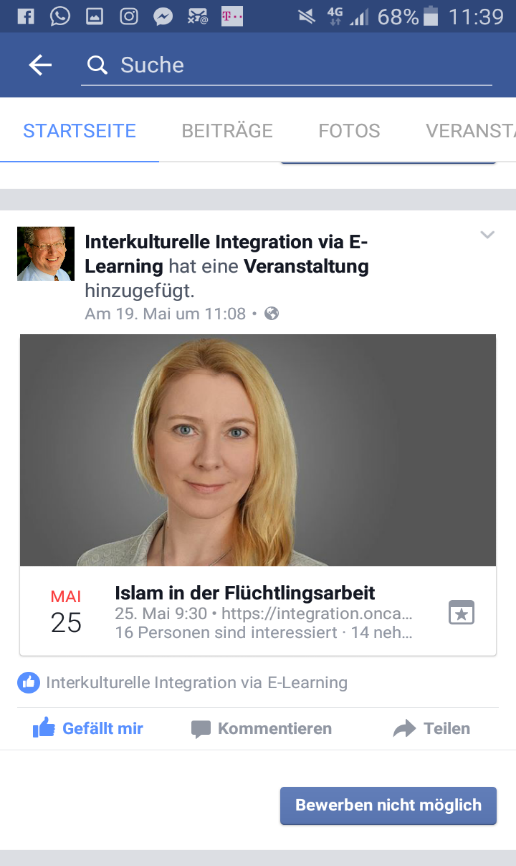 4G 68% 11:39
Suche
STARTSEITE BEITRÄGE FOTOS VERANSTA
Interkulturelle Integration via E-
Learning hat eine Veranstaltung
hinzugefügt.
Am 19. Mai um 11:08 •
MAI
25
Islam in der Flüchtlingsarbeit
25. Mai 9:30 • https://integration.onca...
16 Personen sind interessiert · 14 neh...
Interkulturelle Integration via E-Learning
Gefällt mir Kommentieren Teilen
Bewerben nicht möglich